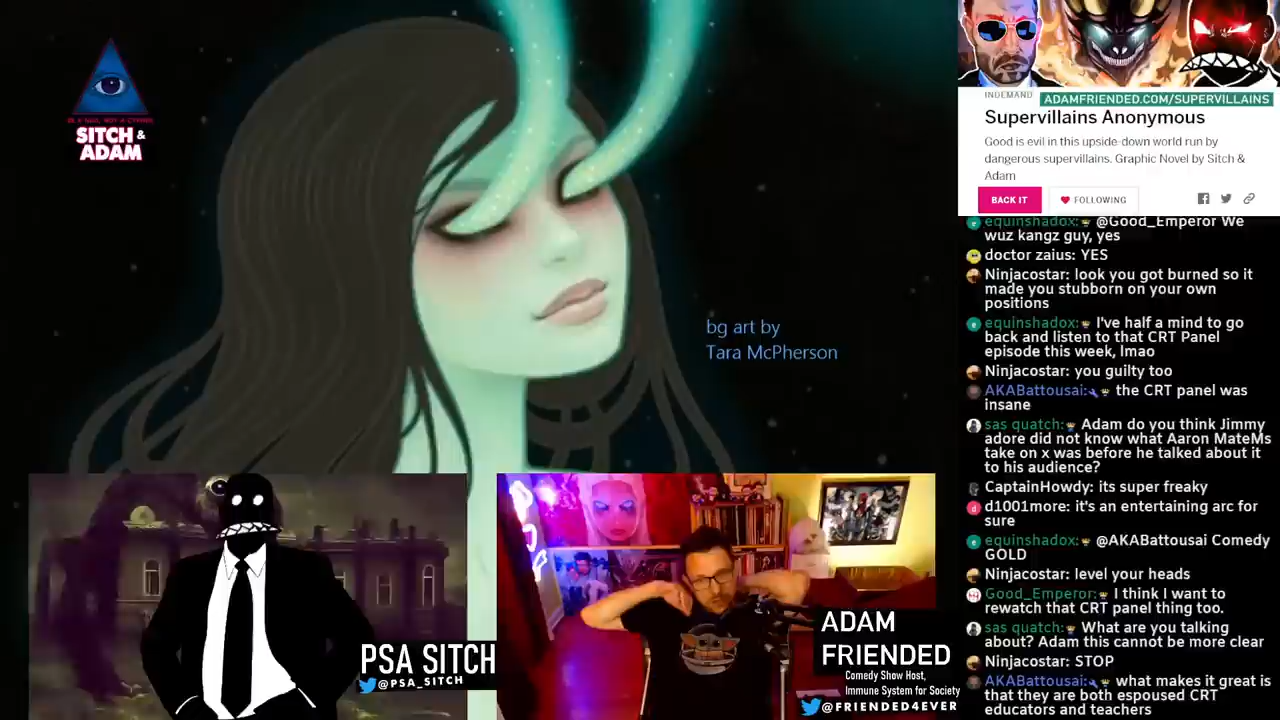 SITCH &
ADAM
bg art by
Tara McPherson
PSA SITCH
@PSA_SITCH
ADAM
FRIENDED
Comedy Show Host,
Immune System for Society
@FRIENDED4EVER
INDEMAND
ADAMFRIENDED.COM/SUPERVILLAINS
Supervillains Anonymous
Good is evil in this upside-down world run by
dangerous supervillains. Graphic Novel by Sitch &
Adam
BACK IT
FOLLOWING
equinshadox: @Good_Emperor We
wuz kangz guy, yes
doctor zaius: YES
Ninjacostar: look you got burned so it
made you stubborn on your own
positions
equinshadox: I've half a mind to go
back and listen to that CRT Panel
episode this week, lmao
Ninjacostar: you guilty too
AKABattousai: the CRT panel was
insane
sas quatch: Adam do you think Jimmy
adore did not know what Aaron MateMs
take on x was before he talked about it
to his audience?
CaptainHowdy: its super freaky
d1001more: it's an entertaining arc for
sure
equinshadox: @AKABattousai Comedy
GOLD
Ninjacostar: level your heads
Good_Emperor: I think I want to
rewatch that CRT panel thing too.
sas quatch: What are you talking
about? Adam this cannot be more clear
Ninjacostar: STOP
AKABattousai: what makes it great is
that they are both espoused CRT
educators and teachers